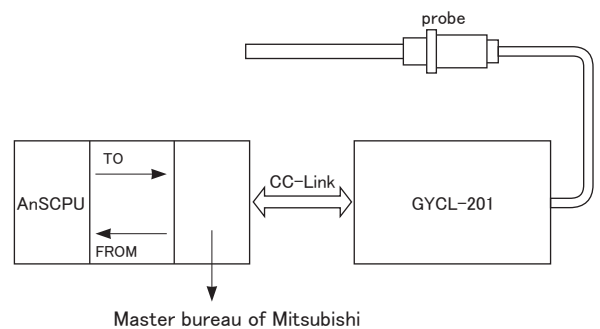 probe
TO
AnSCPU
FROM
CC-Link
GYCL-201
Master bureau of Mitsubishi